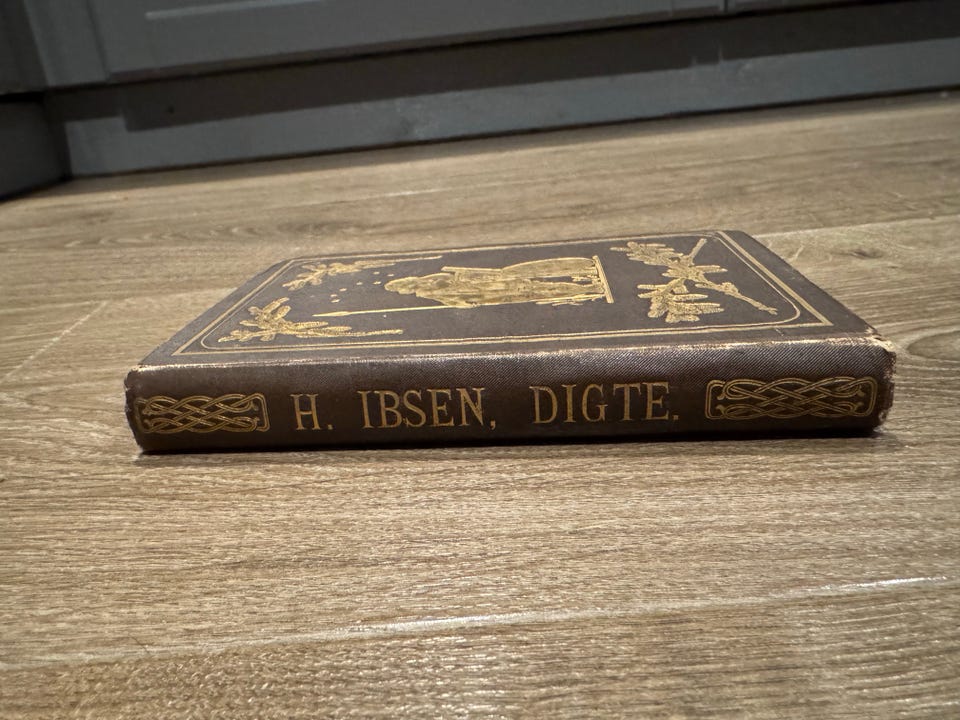 H. IBSEN, DIGTE.